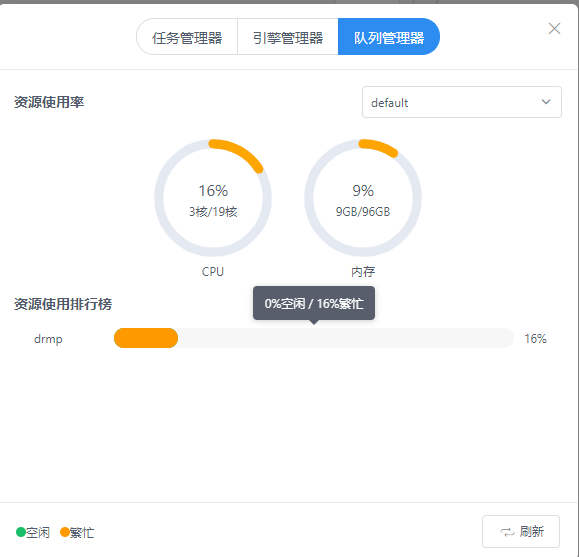 任务管理器 引擎管理器 队列管理器
资源使用率 default
16% 9%
3核/19核 9GB/96GB
CPU 内存
0%空闲 / 16%繁忙
资源使用排行榜
drmp 16%
空闲 繁忙 刷新